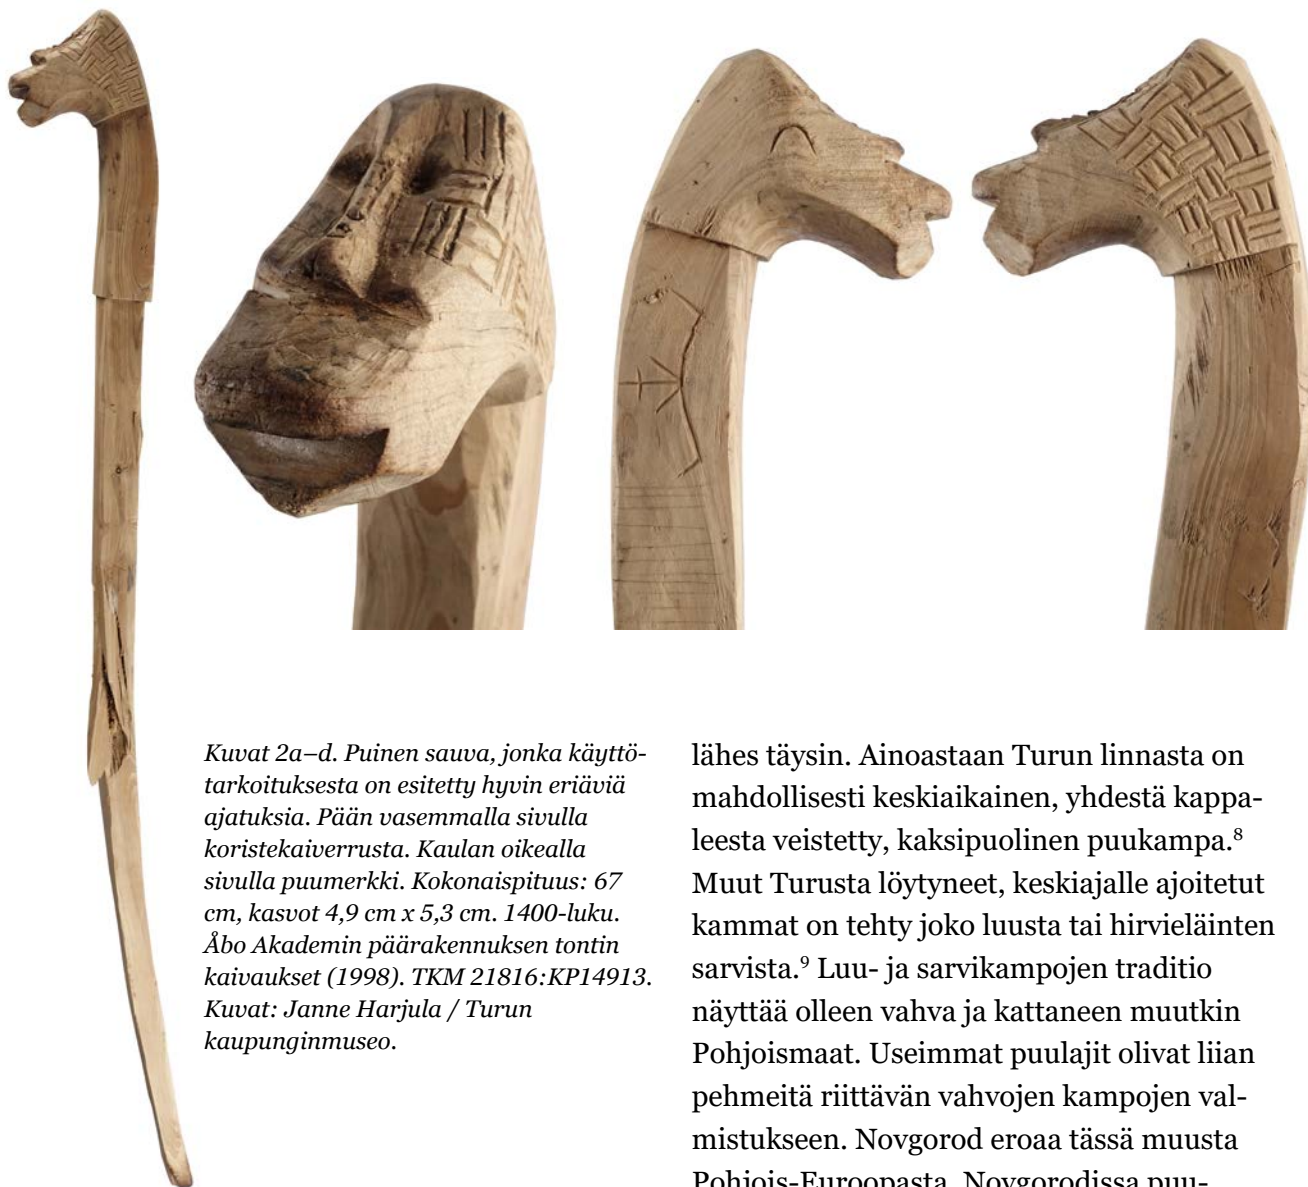 Kuvat 2a–d. Puinen sauva, jonka käyttö-
tarkoituksesta on esitetty hyvin eriäviä
ajatuksia. Pään vasemmalla sivulla
koristekaiverrusta. Kaulan oikealla
sivulla puumerkki. Kokonaispituus: 67
cm, kasvot 4,9 cm x 5,3 cm. 1400-luku.
Åbo Akademin päärakennuksen tontin
kaivaukset (1998). TKM 21816:KP14913.
Kuvat: Janne Harjula / Turun
kaupunginmuseo.
lähes täysin. Ainoastaan Turun linnasta on
mahdollisesti keskiaikainen, yhdestä kappa-
leesta veistetty, kaksipuolinen puukampa.⁸
Muut Turusta löytyneet, keskiajalle ajoitetut
kammat on tehty joko luusta tai hirvieläinten
sarvista.⁹ Luu- ja sarvikampojen traditio
näyttää olleen vahva ja kattaneen muutkin
Pohjoismaat. Useimmat puulajit olivat liian
pehmeitä riittävän vahvojen kampojen val-
mistukseen. Novgorod eroaa tässä muusta
Pohjois-Euroopasta. Novgorodissa puu-